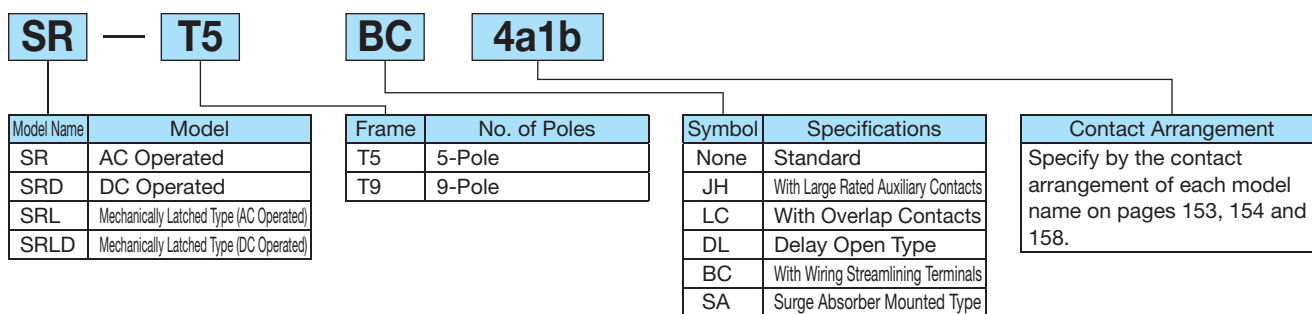 SR — T5 BC 4a1b
Model Name Model
SR AC Operated
SRD DC Operated
SRL Mechanically Latched Type (AC Operated)
SRLD Mechanically Latched Type (DC Operated)
Frame No. of Poles
T5 5-Pole
T9 9-Pole
Symbol Specifications
None Standard
JH With Large Rated Auxiliary Contacts
LC With Overlap Contacts
DL Delay Open Type
BC With Wiring Streamlining Terminals
SA Surge Absorber Mounted Type
Contact Arrangement
Specify by the contact
arrangement of each model
name on pages 153, 154 and
158.